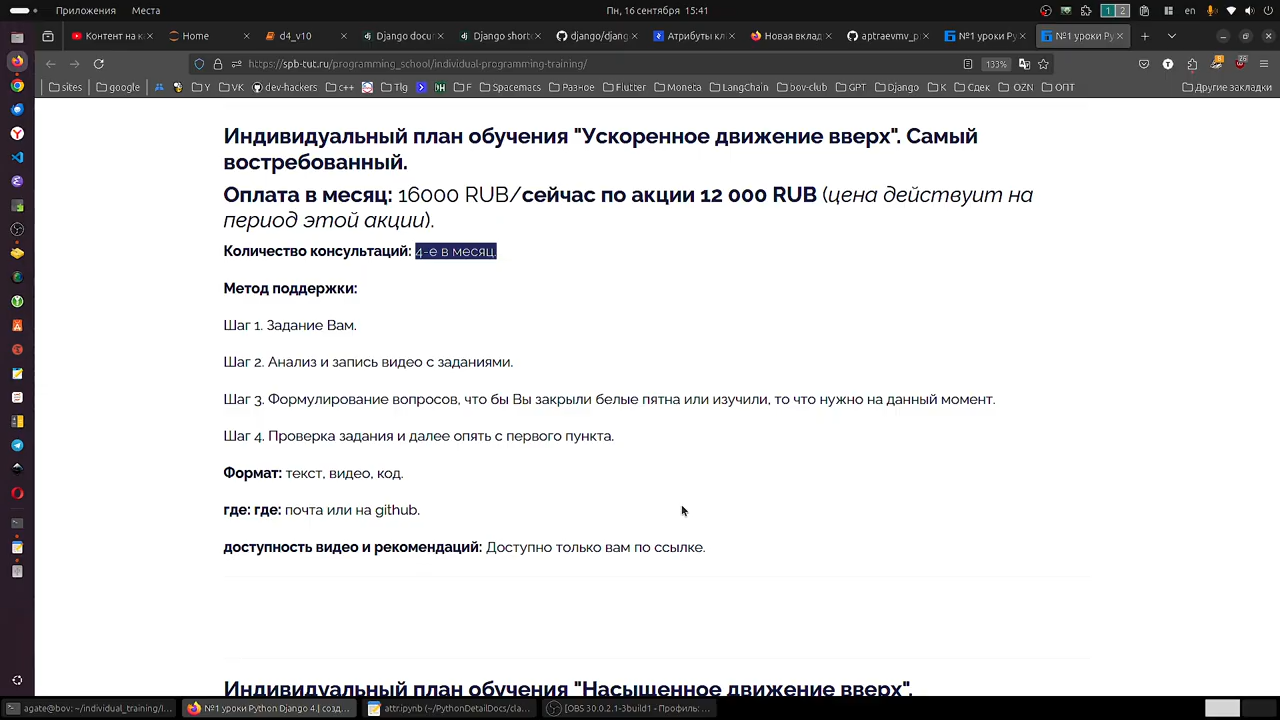 Приложения Места Пн, 16 сентября 15:41 1 2 en
Контент на к Home d4_v10 Django docu Django short django/djang Атрибуты кл Новая вклад aptraevmv_p №1 уроки Py №1 уроки Py
https://spb-tut.ru/programming_school/individual-programming-training/ 133%
sites google Y VK dev-hackers c++ Tlg F Spacemacs Разное Flutter Moneta LangChain bov-club GPT Django K Сдек OZN ОПТ Другие закладки
Индивидуальный план обучения "Ускоренное движение вверх". Самый
востребованный.
Оплата в месяц: 16000 RUB/сейчас по акции 12 000 RUB (цена действует на
период этой акции).
Количество консультаций: 4-е в месяц.
Метод поддержки:
Шаг 1. Задание Вам.
Шаг 2. Анализ и запись видео с заданиями.
Шаг 3. Формулирование вопросов, что бы Вы закрыли белые пятна или изучили, то что нужно на данный момент.
Шаг 4. Проверка задания и далее опять с первого пункта.
Формат: текст, видео, код.
где: где: почта или на github.
доступность видео и рекомендаций: Доступно только вам по ссылке.
Индивидуальный план обучения "Насыщенное движение вверх".
agate@bov: ~/individual_training/l... №1 уроки Python Django 4.| созд... attr.ipynb (~/PythonDetailDocs/cla... [OBS 30.0.2.1-3build1 - Профиль: ...